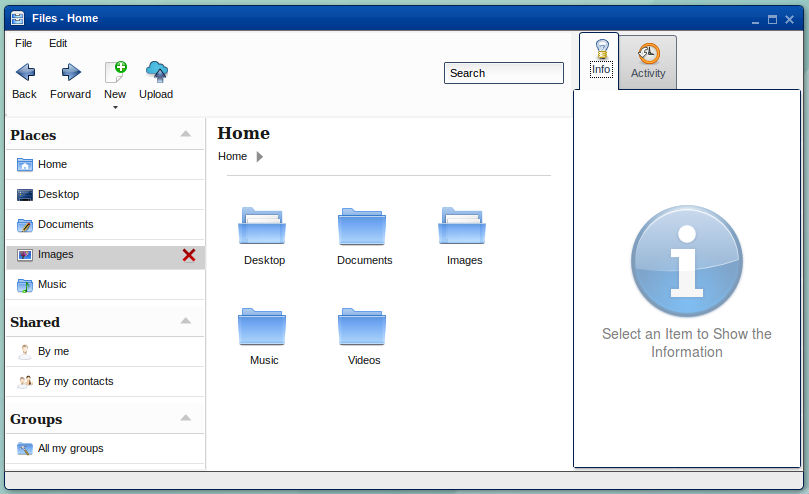 Files - Home
File Edit
Back Forward New Upload
Search
Info
Activity
Places
Home
Desktop
Documents
Images
Music
Shared
By me
By my contacts
Groups
All my groups
Home
Home
Desktop Documents Images
Music Videos
Select an Item to Show the
Information